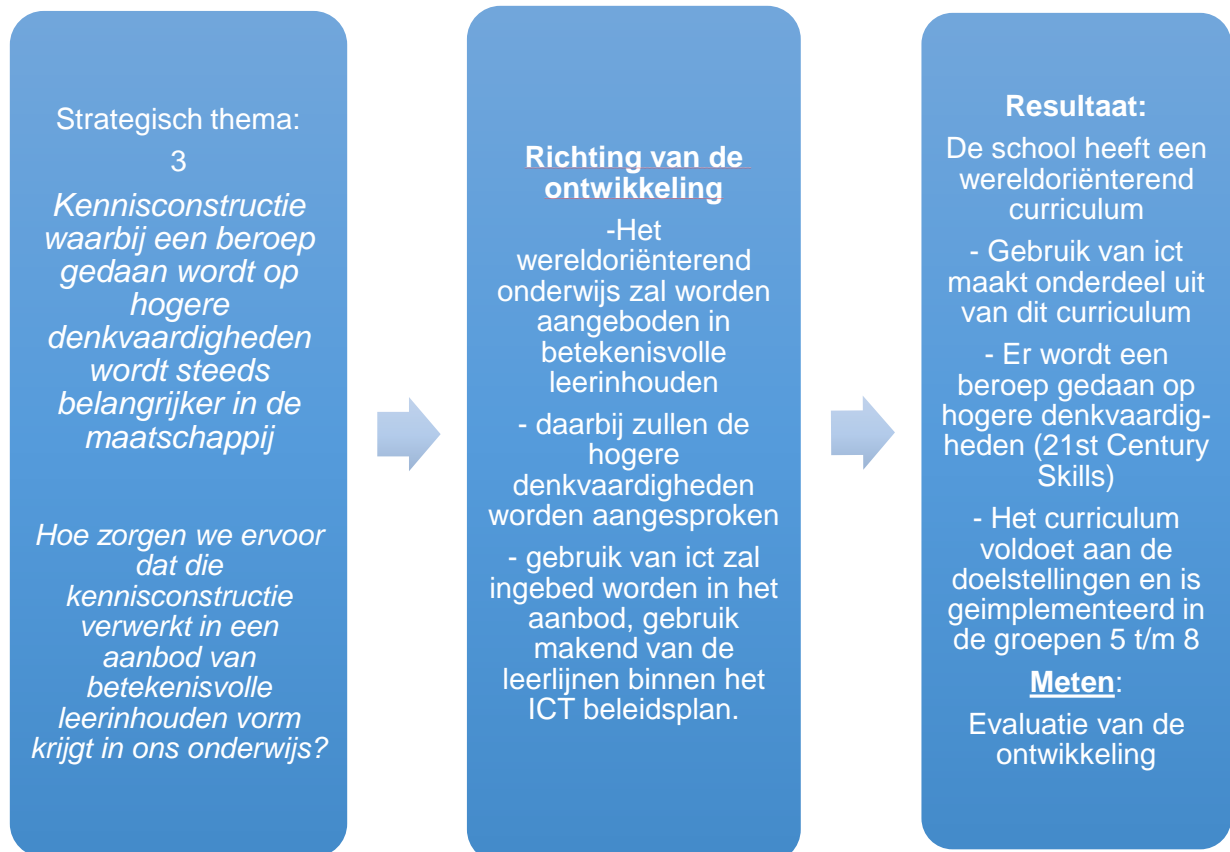 Strategisch thema:
3
Kennisconstructie
waarbij een beroep
gedaan wordt op
hogere
denkvaardigheden
wordt steeds
belangrijker in de
maatschappij
Hoe zorgen we ervoor
dat die
kennisconstructie
verwerkt in een
aanbod van
betekenisvolle
leerinhouden vorm
krijgt in ons onderwijs?
Richting van de
ontwikkeling
-Het
wereldoriënterend
onderwijs zal worden
aangeboden in
betekenisvolle
leerinhouden
- daarbij zullen de
hogere
denkvaardigheden
worden aangesproken
- gebruik van ict zal
ingebed worden in het
aanbod, gebruik
makend van de
leerlijnen binnen het
ICT beleidsplan.
Resultaat:
De school heeft een
wereldoriënterend
curriculum
- Gebruik van ict
maakt onderdeel uit
van dit curriculum
- Er wordt een
beroep gedaan op
hogere denkvaardig-
heden (21st Century
Skills)
- Het curriculum
voldoet aan de
doelstellingen en is
geimplementeerd in
de groepen 5 t/m 8
Meten:
Evaluatie van de
ontwikkeling